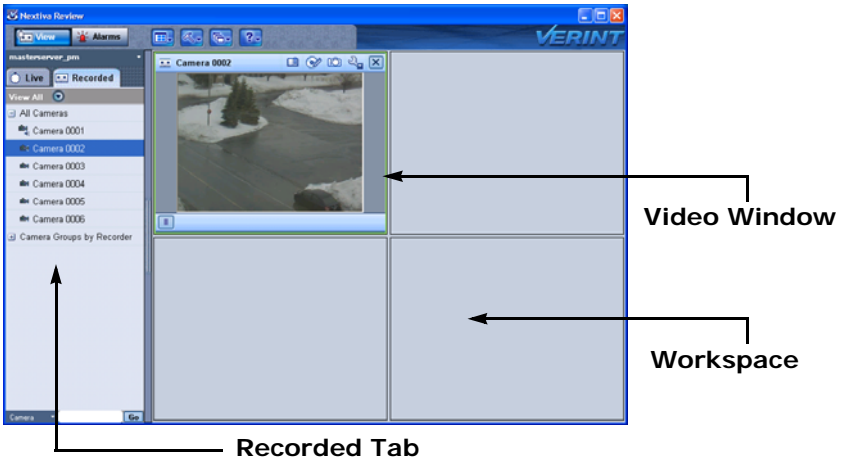 Nextiva Review
View Alarms
VERINT
masterserver_pm
Live Recorded
Camera 0002
View All
All Cameras
Camera 0001
Camera 0002
Camera 0003
Camera 0004
Camera 0005
Camera 0006
Camera Groups by Recorder
Video Window
Workspace
Camera Go
Recorded Tab